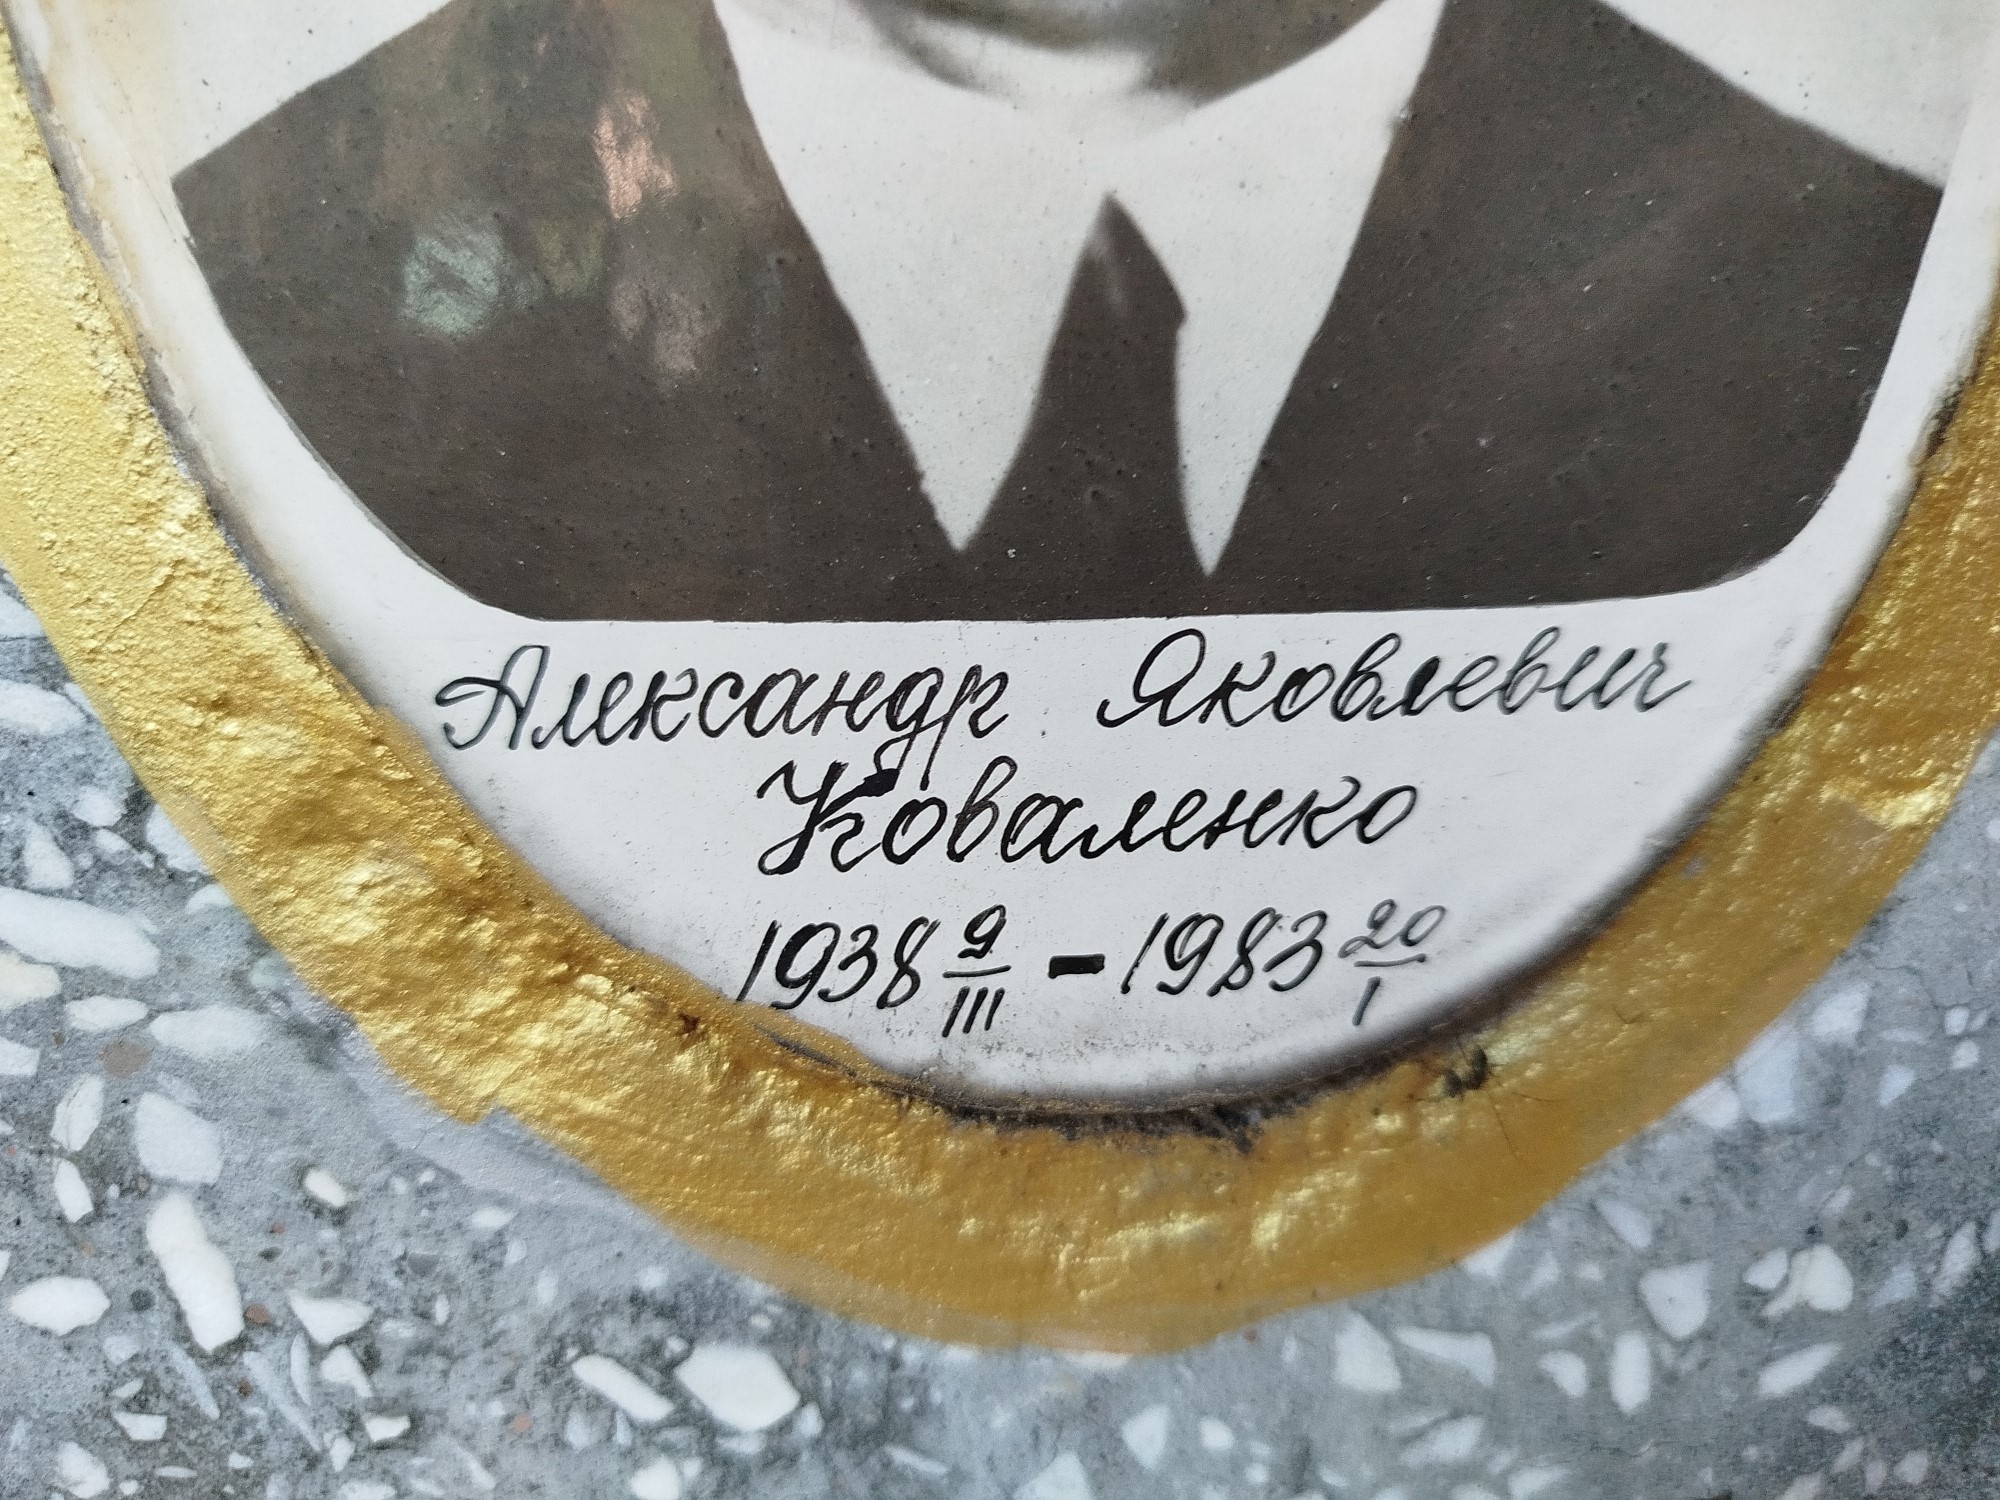 Александр Яковлевич
Коваленко
1938 9/III - 1983 20/I